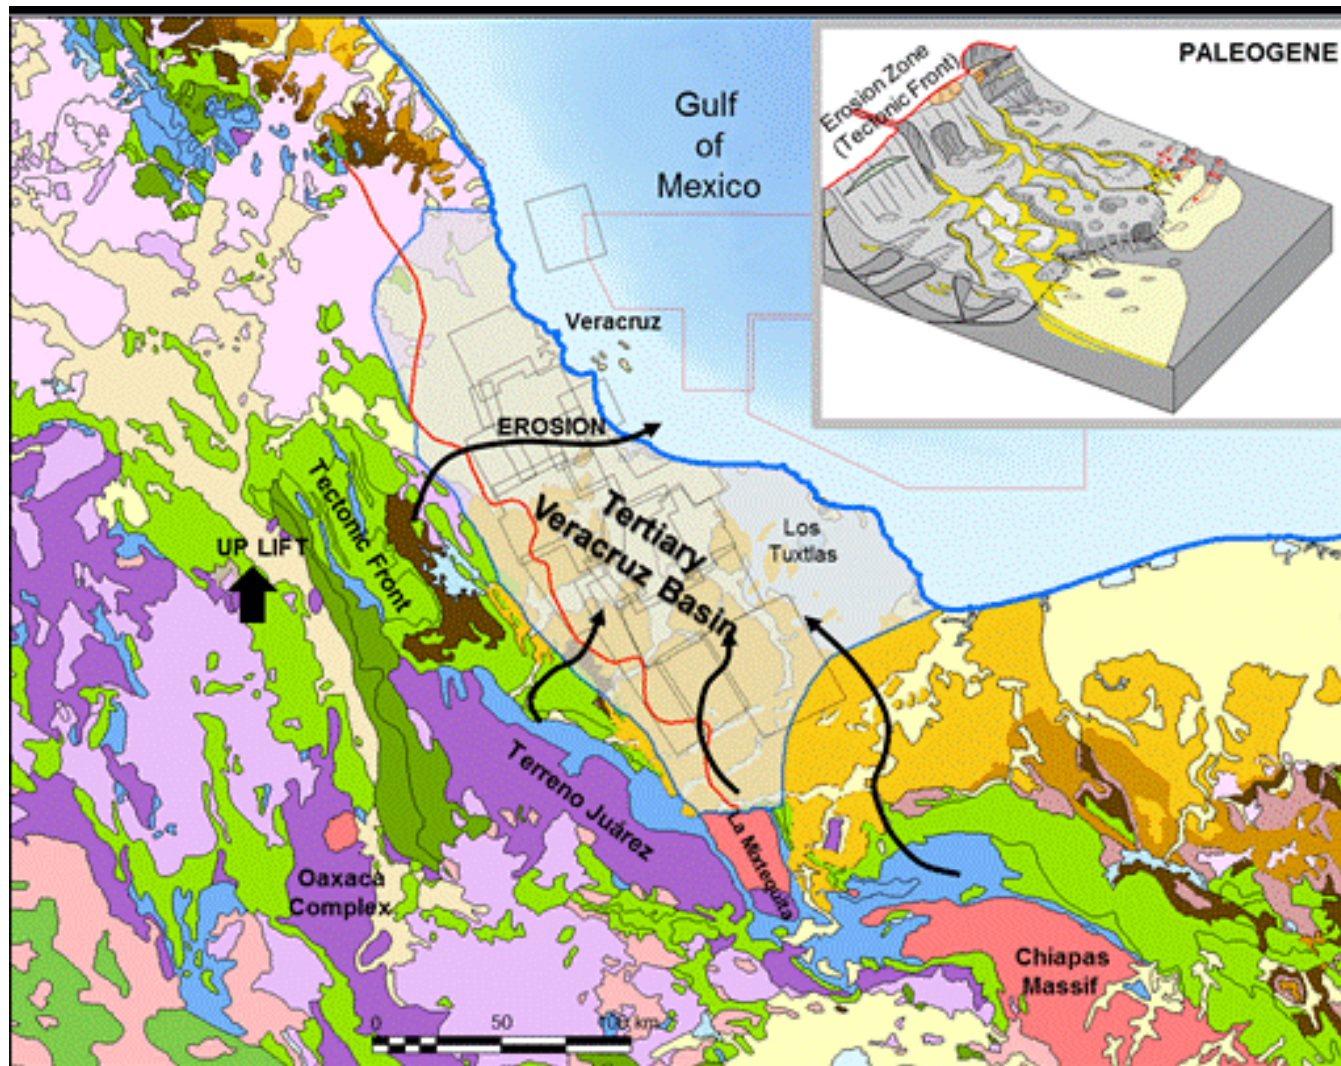 PALEOGENE
Erosion Zone
(Tectonic Front)
Gulf
of
Mexico
Veracruz
EROSION
Tectonic Front
UP LIFT
Tertiary
Veracruz Basin
Los
Tuxtlas
Terreno Juárez
La Mixtequita
Oaxaca
Complex
Chiapas
Massif
0 50 100 km